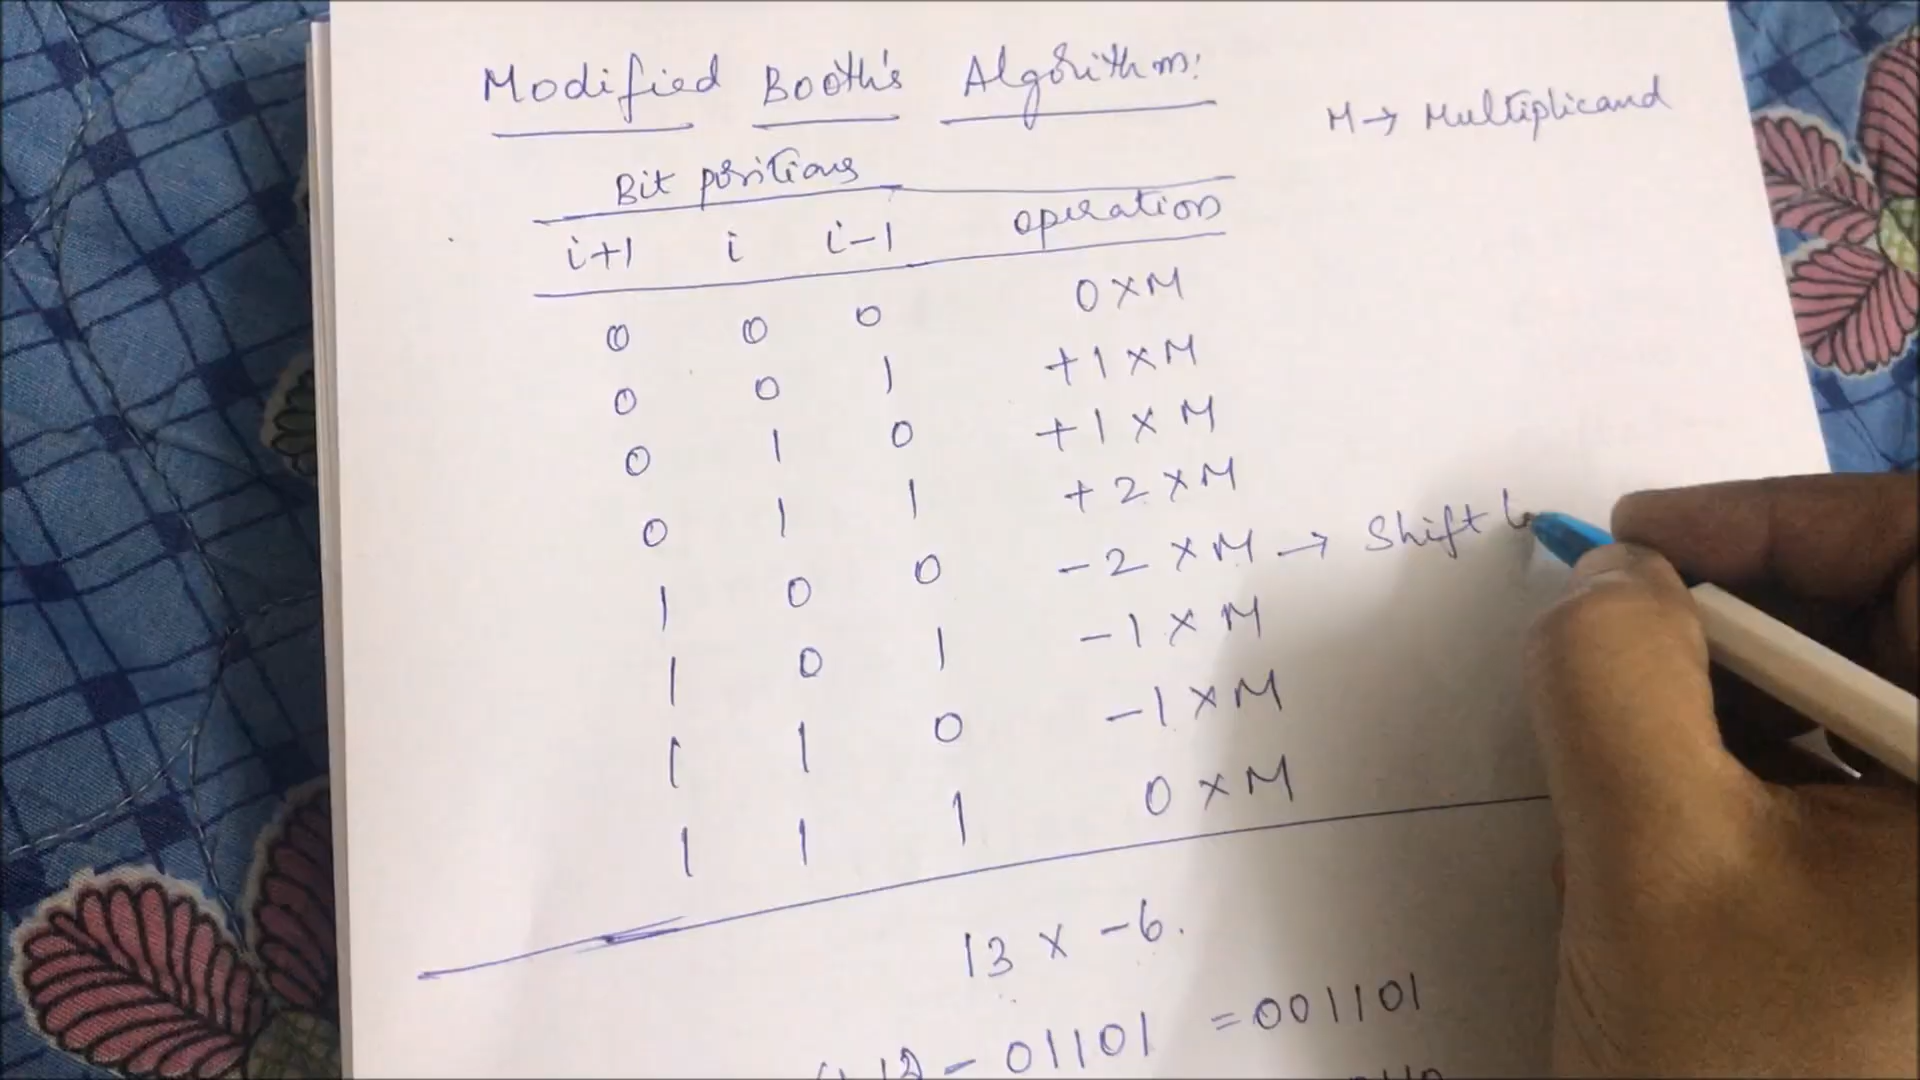 Modified Booth's Algorithm:
M → Multiplicand
Bit positions
i+1 i i-1 operation
0 0 0 0 × M
0 0 1 +1 × M
0 1 0 +1 × M
0 1 1 +2 × M
1 0 0 -2 × M → Shift
1 0 1 -1 × M
1 1 0 -1 × M
1 1 1 0 × M
13 × -6.
- 01101 = 001101